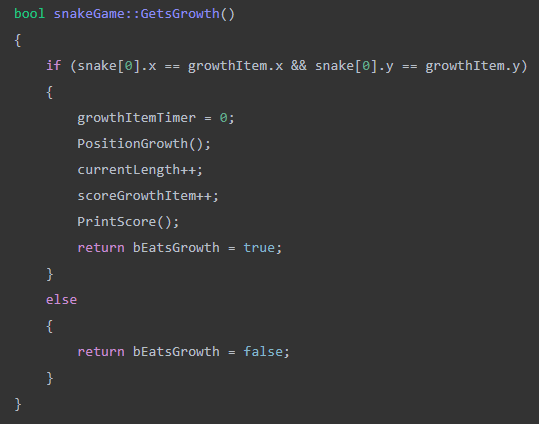 bool snakeGame::GetsGrowth()
{
    if (snake[0].x == growthItem.x && snake[0].y == growthItem.y)
    {
        growthItemTimer = 0;
        PositionGrowth();
        currentLength++;
        scoreGrowthItem++;
        PrintScore();
        return bEatsGrowth = true;
    }
    else
    {
        return bEatsGrowth = false;
    }
}